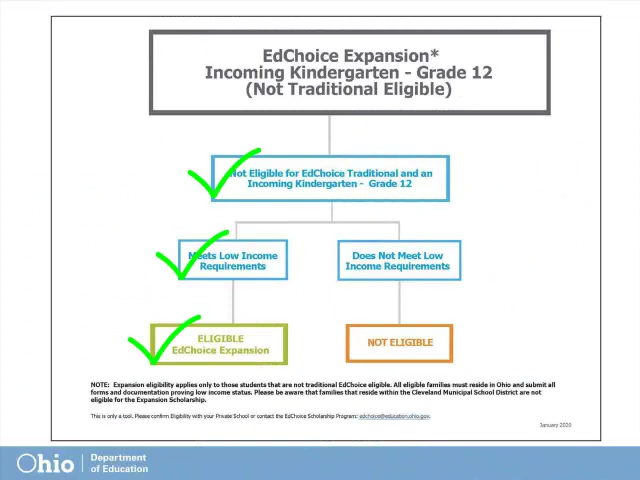 EdChoice Expansion*
Incoming Kindergarten - Grade 12
(Not Traditional Eligible)
Not Eligible for EdChoice Traditional and an
Incoming Kindergarten - Grade 12
Meets Low Income
Requirements
Does Not Meet Low
Income Requirements
ELIGIBLE
EdChoice Expansion
NOT ELIGIBLE
NOTE: Expansion eligibility applies only to those students that are not traditional EdChoice eligible. All eligible families must reside in Ohio and submit all
forms and documentation proving low income status. Please be aware that families that reside within the Cleveland Municipal School District are not
eligible for the Expansion Scholarship.
This is only a tool. Please confirm Eligibility with your Private School or contact the EdChoice Scholarship Program: edchoice@education.ohio.gov.
January 2020
Ohio
Department
of Education